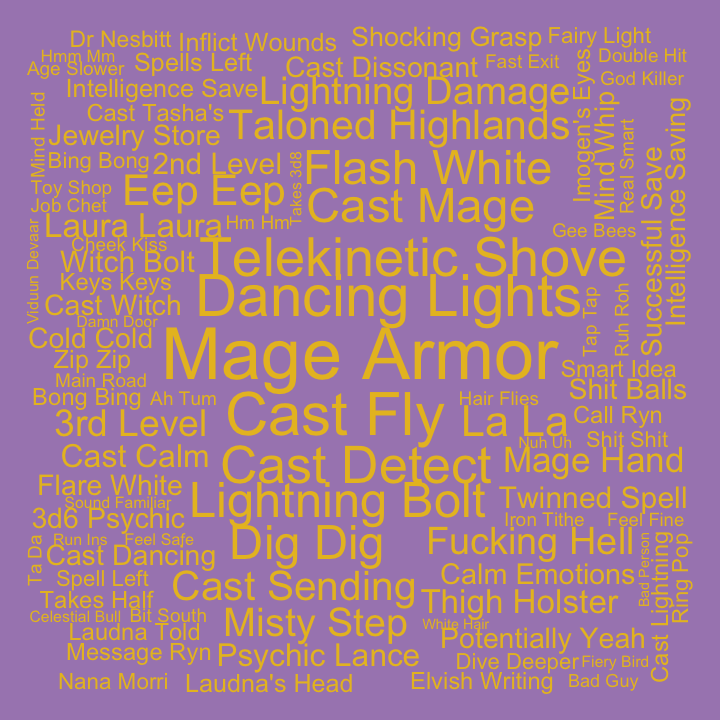 Dr Nesbitt
Inflict Wounds
Shocking Grasp
Fairy Light
Hmm Mm
Age Slower
Spells Left
Cast Dissonant
Fast Exit
Double Hit
God Killer
Intelligence Save
Lightning Damage
Imogen's Eyes
Mind Held
Cast Tasha's
Jewelry Store
Taloned Highlands
Mind Whip
Real Smart
Successful Save
Intelligence Saving
Bing Bong
2nd Level
Takes 3d8
Flash White
Toy Shop
Job Chet
Eep Eep
Cast Mage
Laura Laura
Hm Hm
Gee Bees
Viduun Devaar
Cheek Kiss
Witch Bolt
Telekinetic Shove
Keys Keys
Cast Witch
Dancing Lights
Tap Tap
Ruh Roh
Damn Door
Cold Cold
Mage Armor
Zip Zip
Smart Idea
Main Road
Bong Bing
Ah Tum
Hair Flies
Shit Balls
3rd Level
Cast Fly
La La
Call Ryn
Nuh Uh
Shit Shit
Cast Calm
Cast Detect
Mage Hand
Flare White
Lightning Bolt
Twinned Spell
Sound Familiar
3d6 Psychic
Iron Tithe
Feel Fine
Run Ins
Feel Safe
Dig Dig
Fucking Hell
Ta Da
Cast Dancing
Bad Persen
Cast Lightning
Ring Pop
Spell Left
Cast Sending
Calm Emotions
Takes Half
Thigh Holster
Celestial Bull
Bit South
Misty Step
White Hair
Laudna Told
Potentially Yeah
Message Ryn
Psychic Lance
Dive Deeper
Fiery Bird
Nana Morri
Laudna's Head
Elvish Writing
Bad Guy